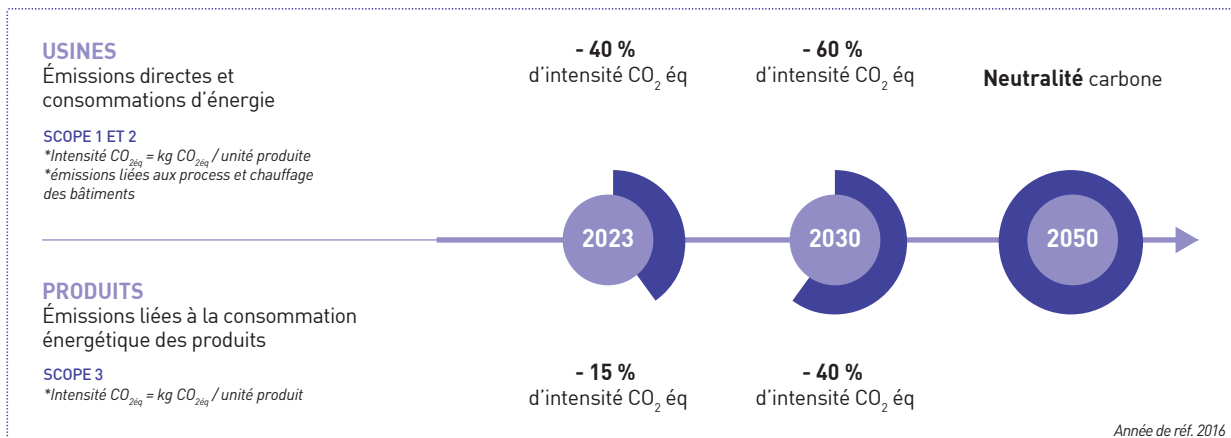 USINES
Émissions directes et
consommations d'énergie
SCOPE 1 ET 2
*Intensité CO2éq = kg CO2éq / unité produite
*émissions liées aux process et chauffage
des bâtiments
- 40 %
d'intensité CO2 éq
- 60 %
d'intensité CO2 éq
Neutralité carbone
2023
2030
2050
PRODUITS
Émissions liées à la consommation
énergétique des produits
SCOPE 3
*Intensité CO2éq = kg CO2éq / unité produit
- 15 %
d'intensité CO2 éq
- 40 %
d'intensité CO2 éq
Année de réf. 2016